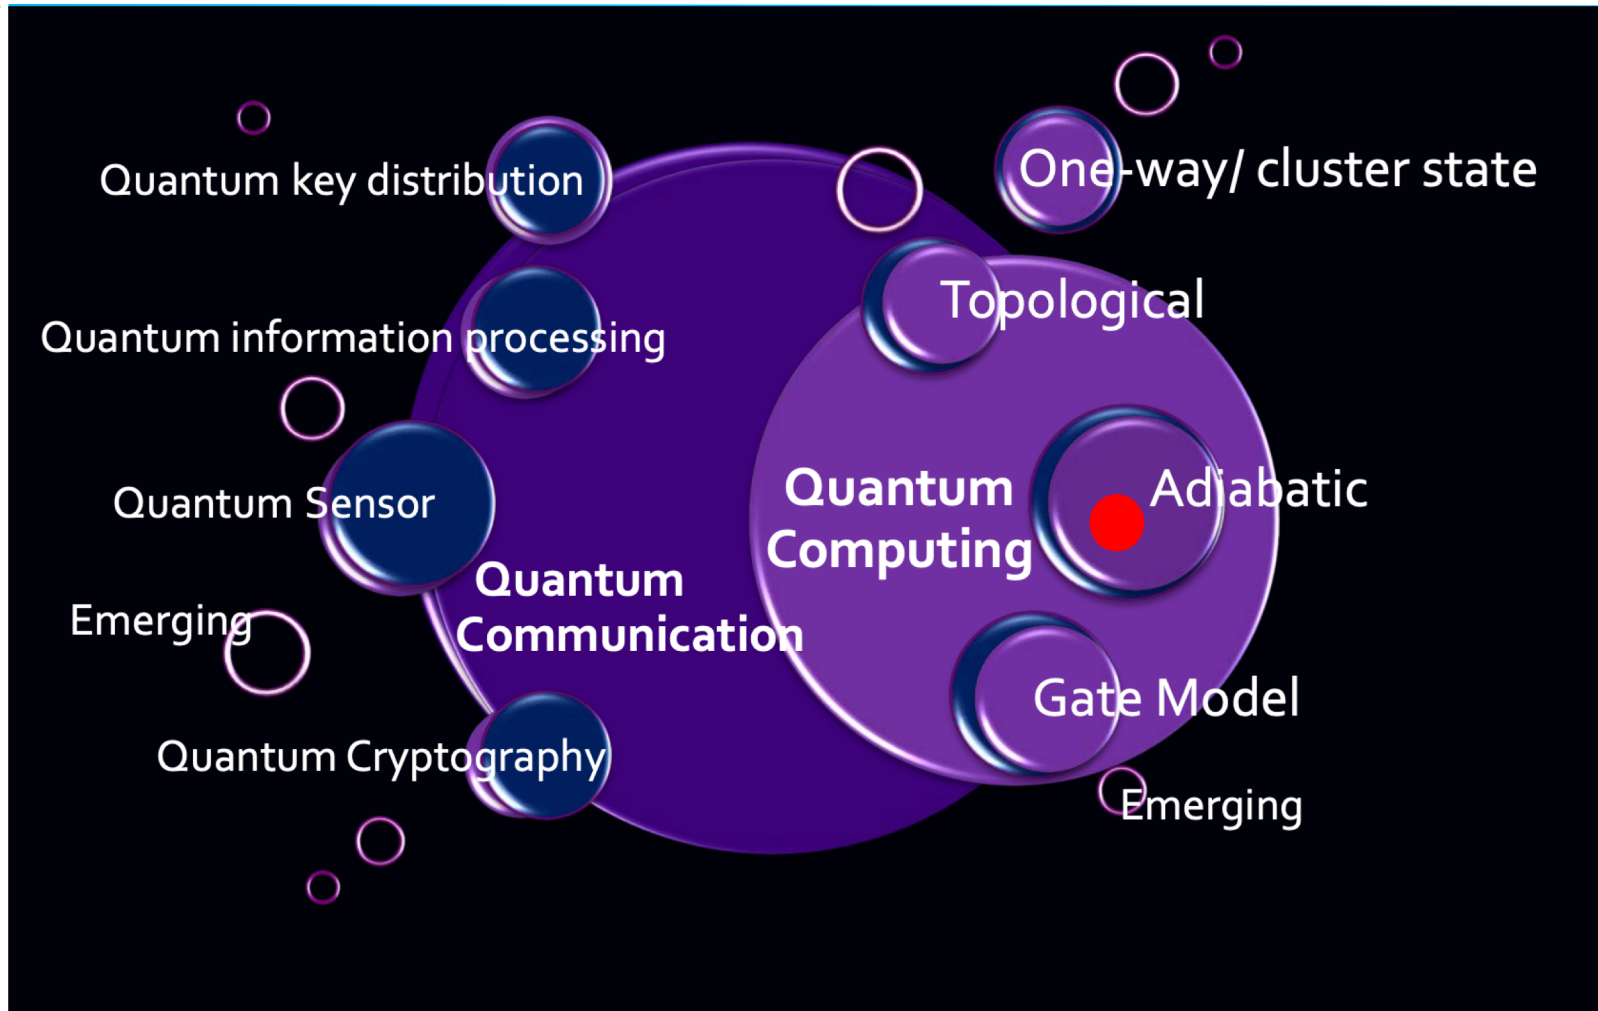 Quantum key distribution
One-way/ cluster state
Topological
Quantum information processing
Quantum Sensor
Quantum
Computing
Adiabatic
Quantum
Communication
Emerging
Gate Model
Quantum Cryptography
Emerging